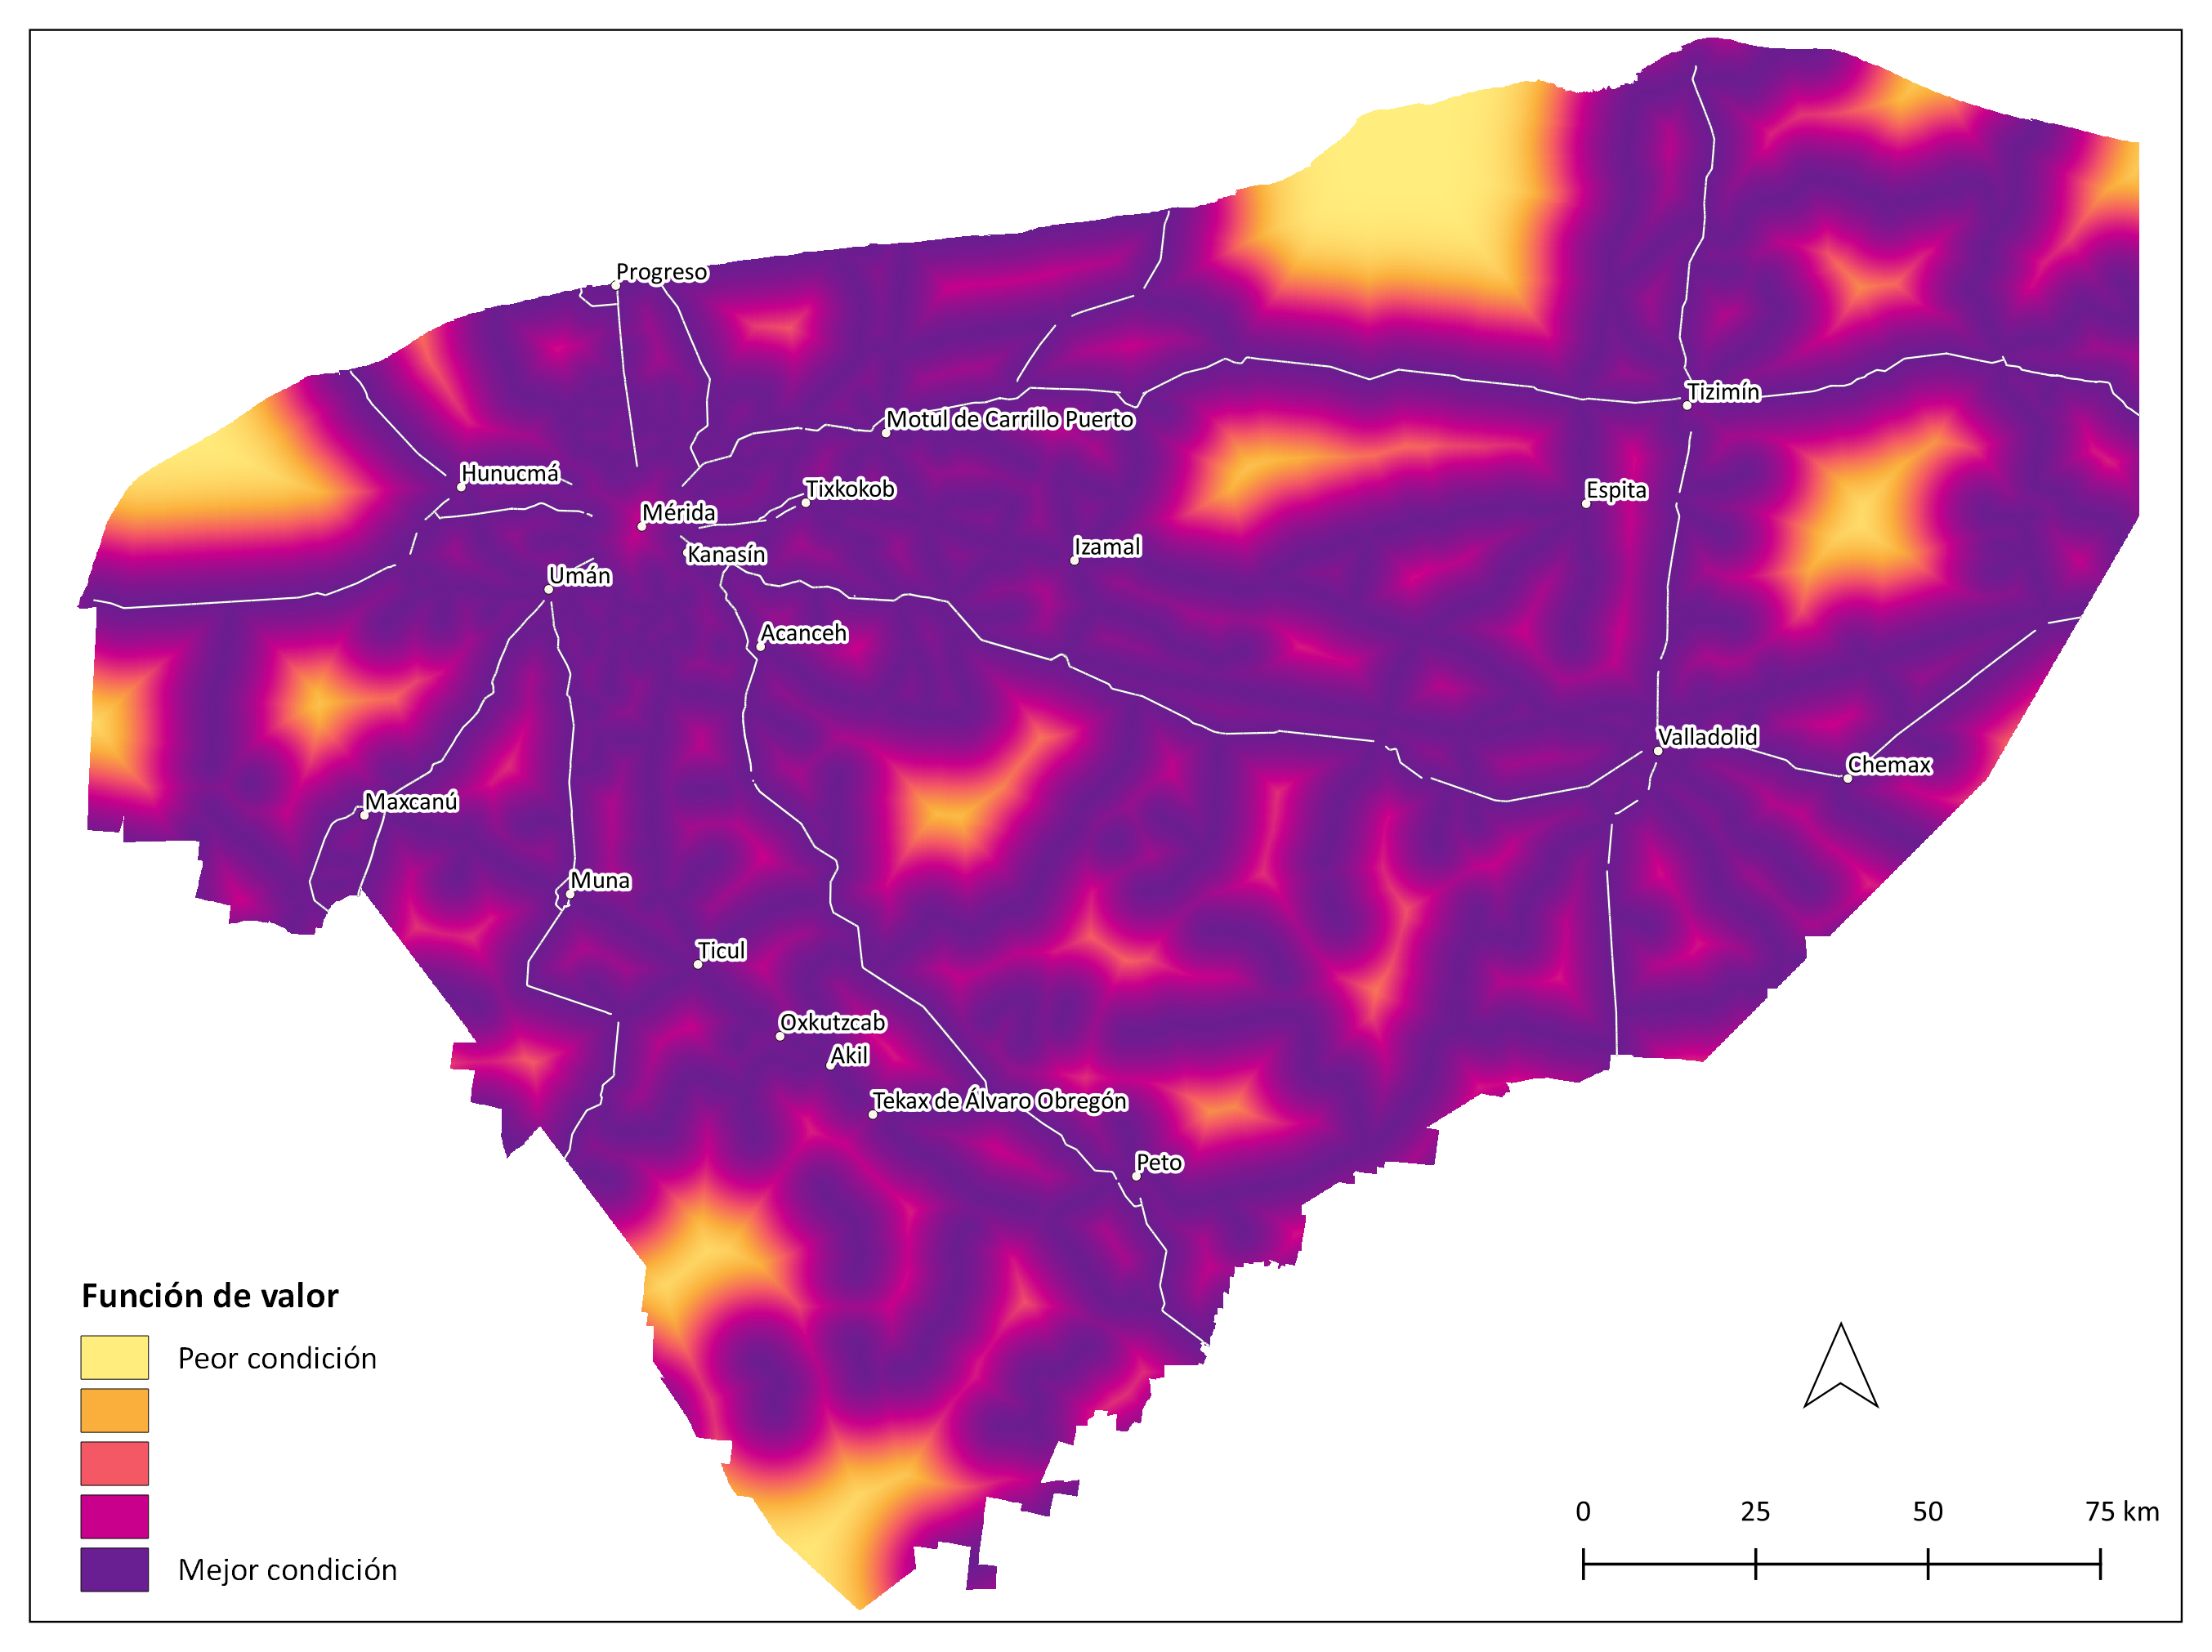 Progreso
Tizimín
Motul de Carrillo Puerto
Hunucmá
Tixkokob
Espita
Mérida
Kanasín
Izamal
Umán
Acanceh
Valladolid
Chemax
Maxcanú
Muna
Ticul
Oxkutzcab
Akil
Tekax de Álvaro Obregón
Peto
Función de valor
Peor condición
Mejor condición
0 25 50 75 km